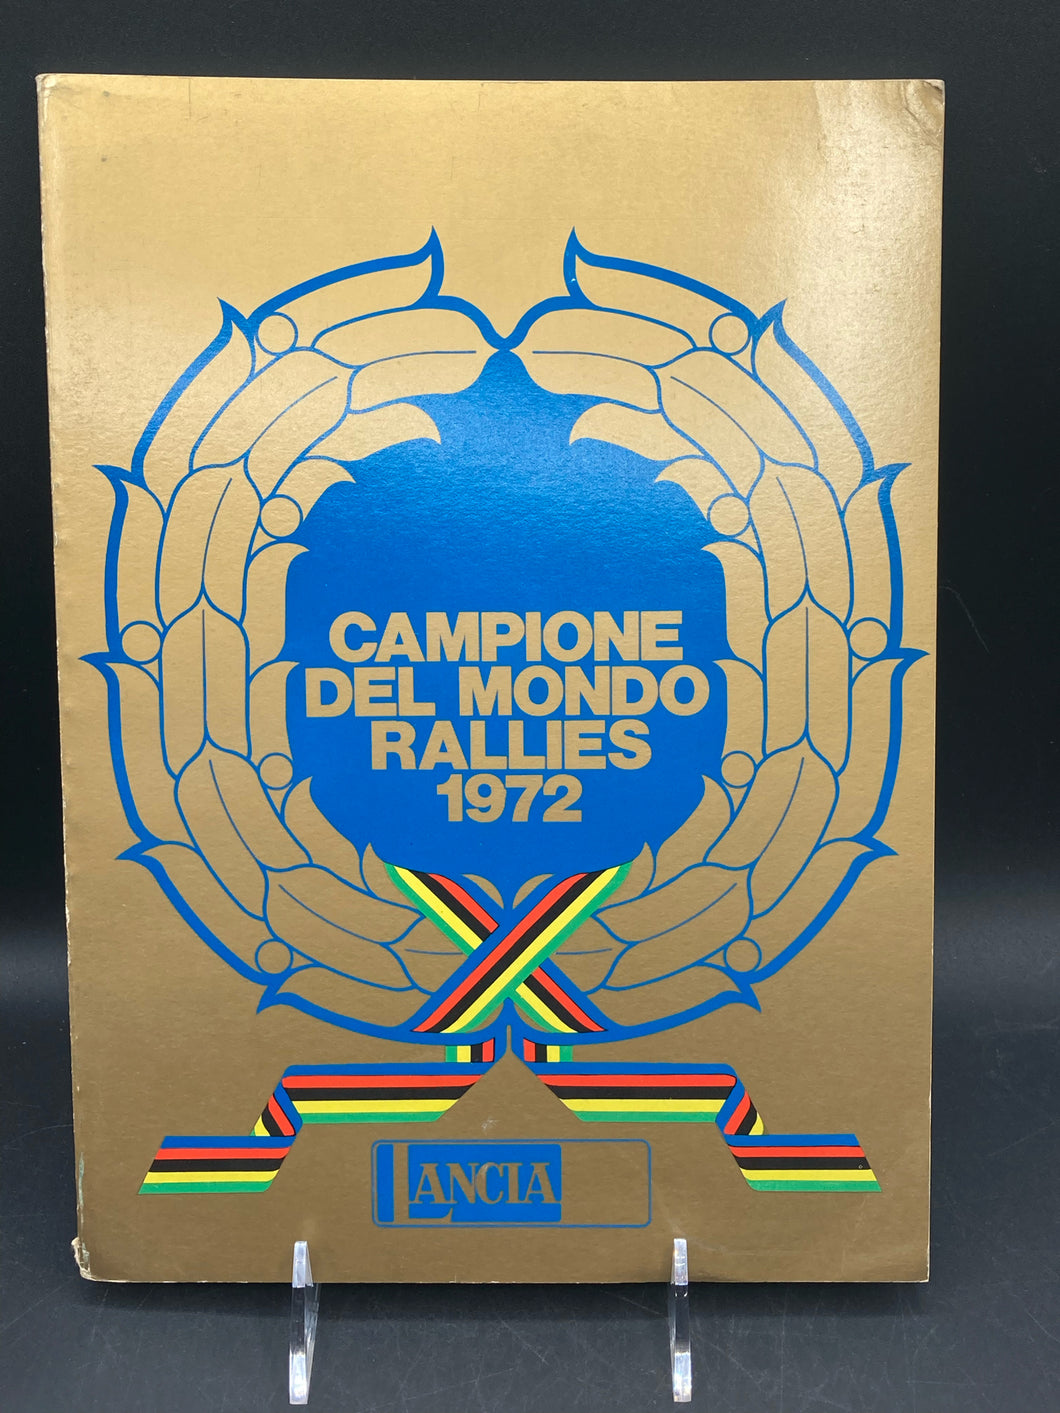 CAMPIONE
DEL MONDO
RALLIES
1972
LANCIA